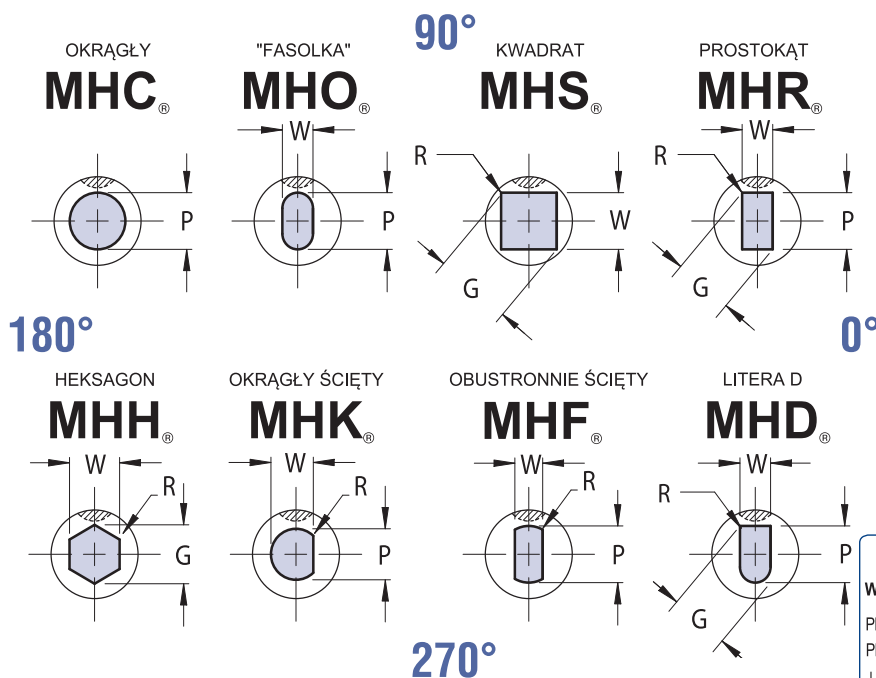 90°
OKRĄGŁY
MHC®
P
"FASOLKA"
MHO®
W
P
KWADRAT
MHS®
R
W
G
PROSTOKĄT
MHR®
W
R
P
G
180°
0°
HEKSAGON
MHH®
W
R
G
OKRĄGŁY ŚCIĘTY
MHK®
W
R
P
OBUSTRONNIE ŚCIĘTY
MHF®
W
R
P
LITERA D
MHD®
W
R
P
G
270°